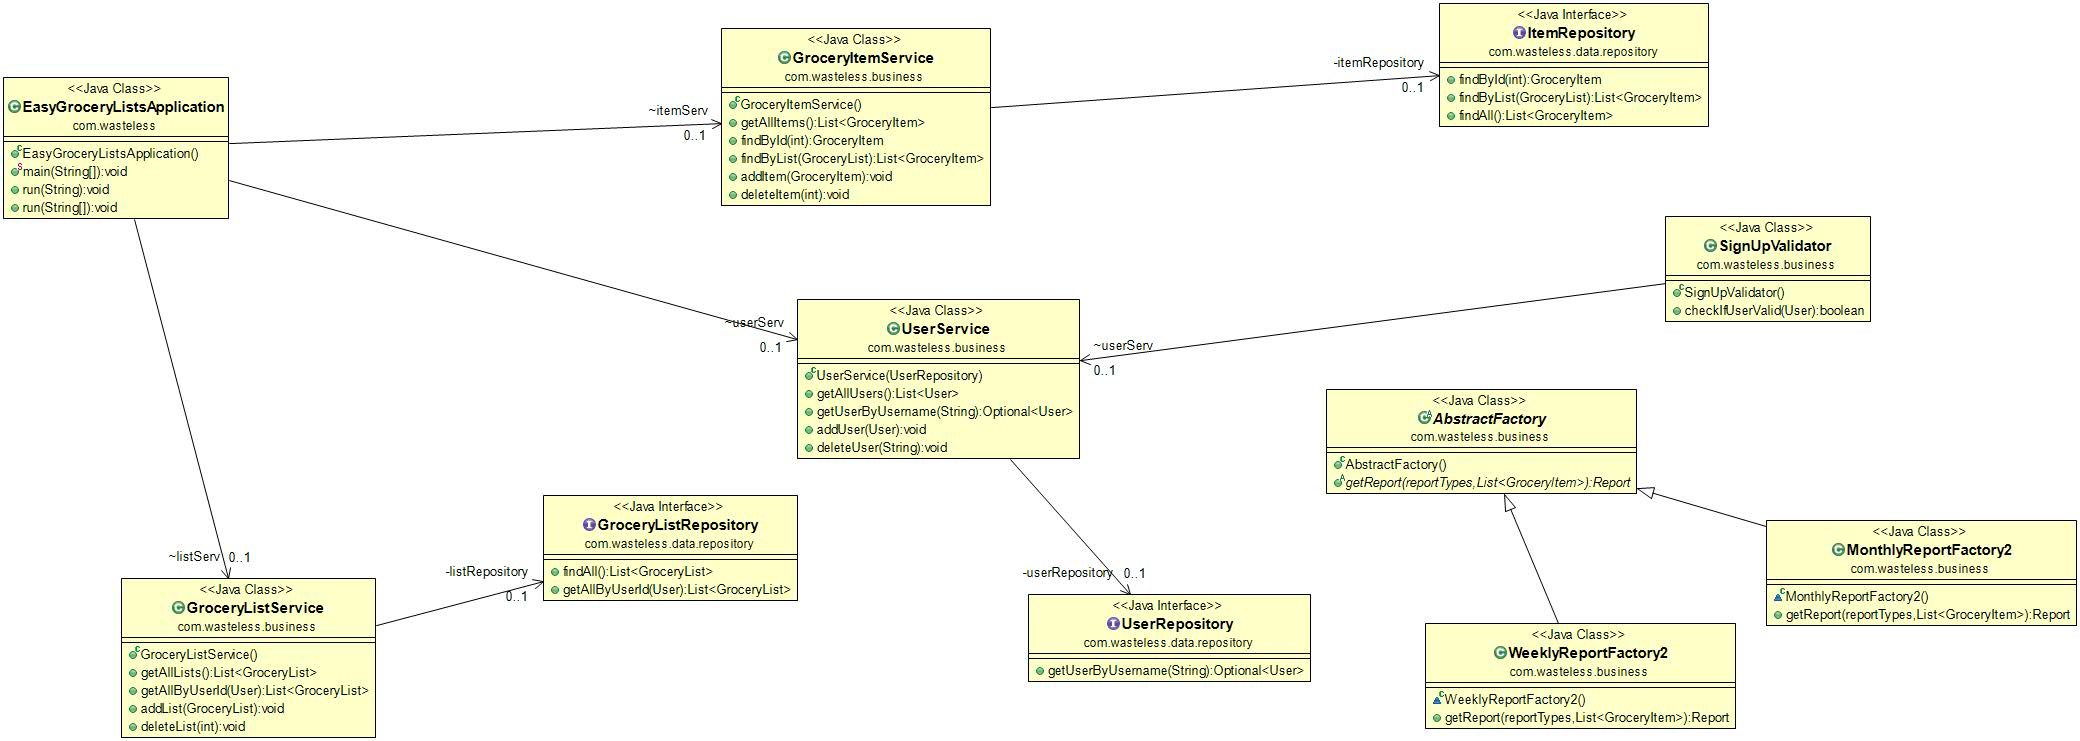 <<Java Class>>
EasyGroceryListsApplication
com.wasteless
EasyGroceryListsApplication()
main(String[]):void
run(String):void
run(String[]):void
~itemServ
0..1
<<Java Class>>
GroceryItemService
com.wasteless.business
GroceryItemService()
getAllItems():List<GroceryItem>
findById(int):GroceryItem
findByList(GroceryList):List<GroceryItem>
addItem(GroceryItem):void
deleteItem(int):void
-itemRepository
0..1
<<Java Interface>>
ItemRepository
com.wasteless.data.repository
findById(int):GroceryItem
findByList(GroceryList):List<GroceryItem>
findAll():List<GroceryItem>
<<Java Class>>
SignUpValidator
com.wasteless.business
SignUpValidator()
checkIfUserValid(User):boolean
~userServ
0..1
<<Java Class>>
UserService
com.wasteless.business
UserService(UserRepository)
getAllUsers():List<User>
getUserByUsername(String):Optional<User>
addUser(User):void
deleteUser(String):void
~userServ
0..1
<<Java Class>>
AbstractFactory
com.wasteless.business
AbstractFactory()
getReport(reportTypes,List<GroceryItem>):Report
~listServ
0..1
<<Java Class>>
GroceryListService
com.wasteless.business
GroceryListService()
getAllLists():List<GroceryList>
getAllByUserId(User):List<GroceryList>
addList(GroceryList):void
deleteList(int):void
-listRepository
0..1
<<Java Interface>>
GroceryListRepository
com.wasteless.data.repository
findAll():List<GroceryList>
getAllByUserId(User):List<GroceryList>
-userRepository
0..1
<<Java Interface>>
UserRepository
com.wasteless.data.repository
getUserByUsername(String):Optional<User>
<<Java Class>>
MonthlyReportFactory2
com.wasteless.business
MonthlyReportFactory2()
getReport(reportTypes,List<GroceryItem>):Report
<<Java Class>>
WeeklyReportFactory2
com.wasteless.business
WeeklyReportFactory2()
getReport(reportTypes,List<GroceryItem>):Report